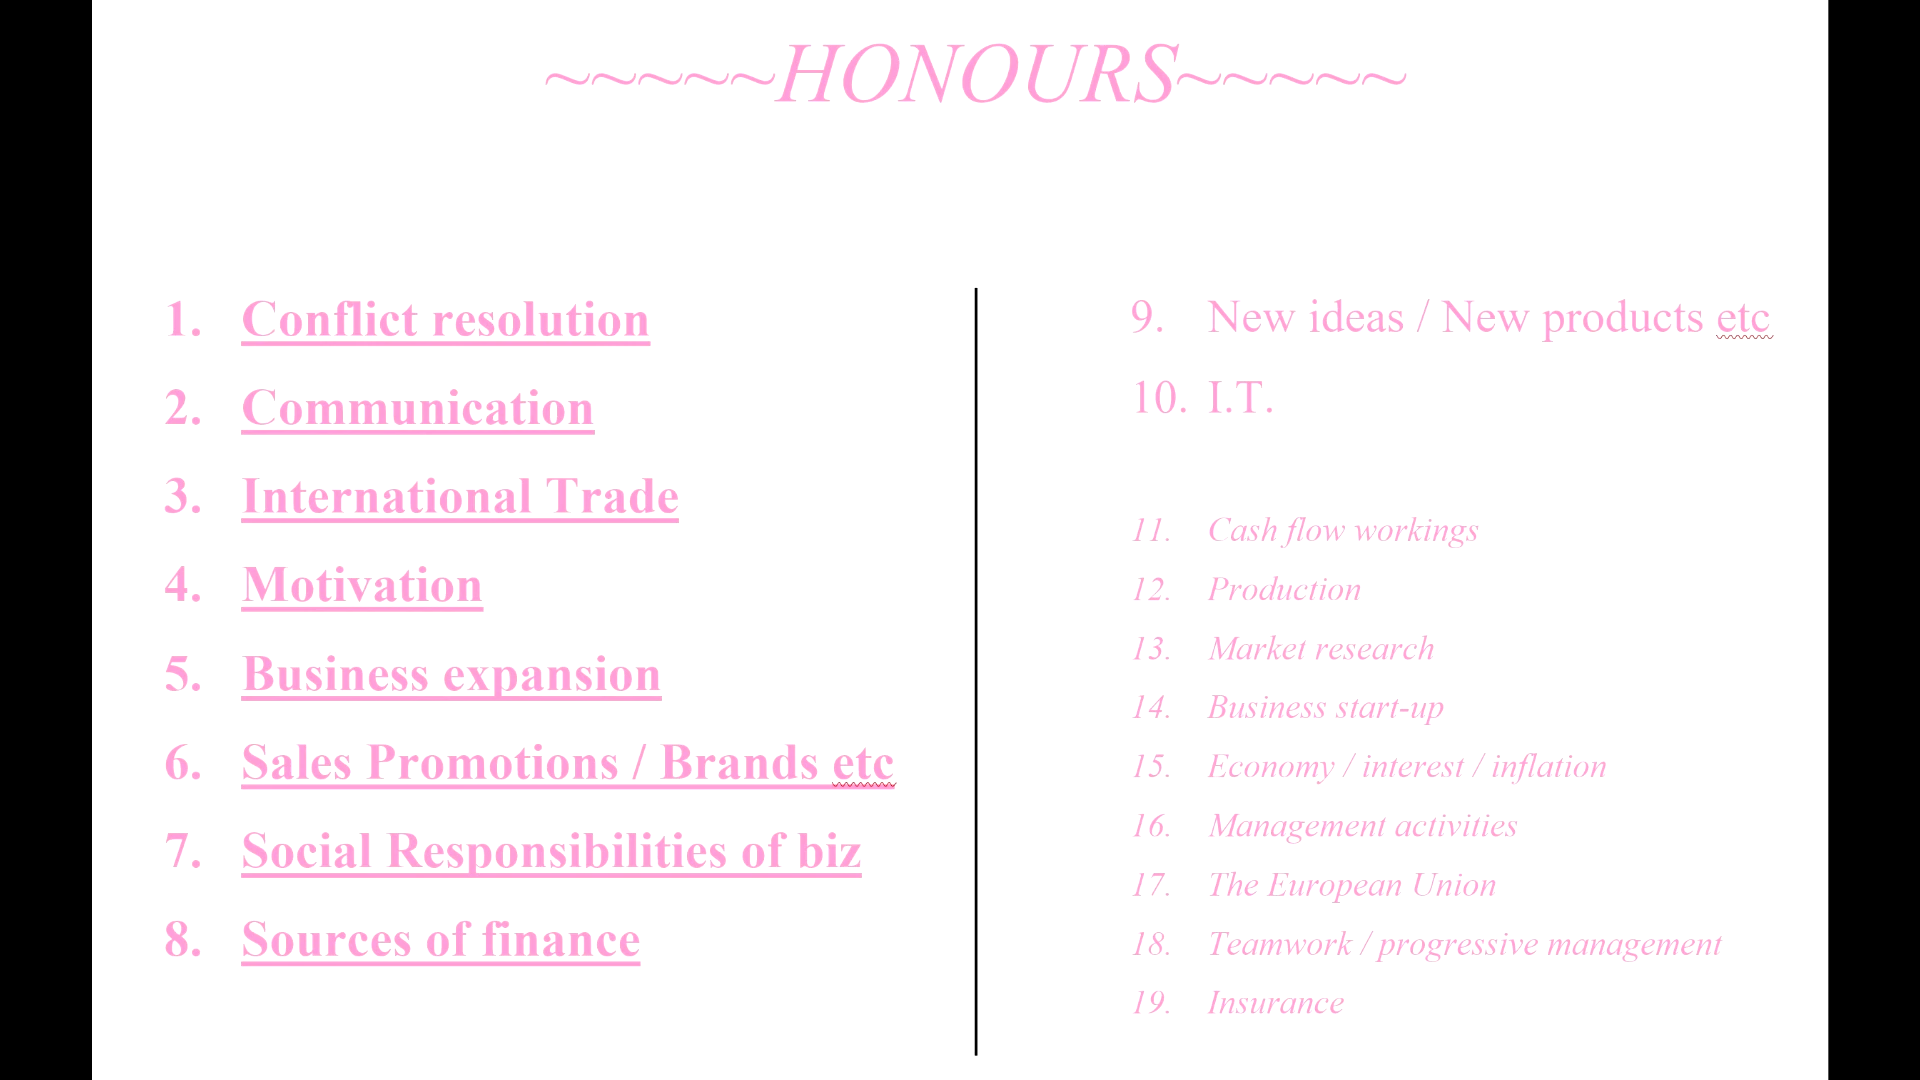 ~~~~~HONOURS~~~~~
1. Conflict resolution
2. Communication
3. International Trade
4. Motivation
5. Business expansion
6. Sales Promotions / Brands etc
7. Social Responsibilities of biz
8. Sources of finance
9. New ideas / New products etc
10. I.T.
11. Cash flow workings
12. Production
13. Market research
14. Business start-up
15. Economy / interest / inflation
16. Management activities
17. The European Union
18. Teamwork / progressive management
19. Insurance